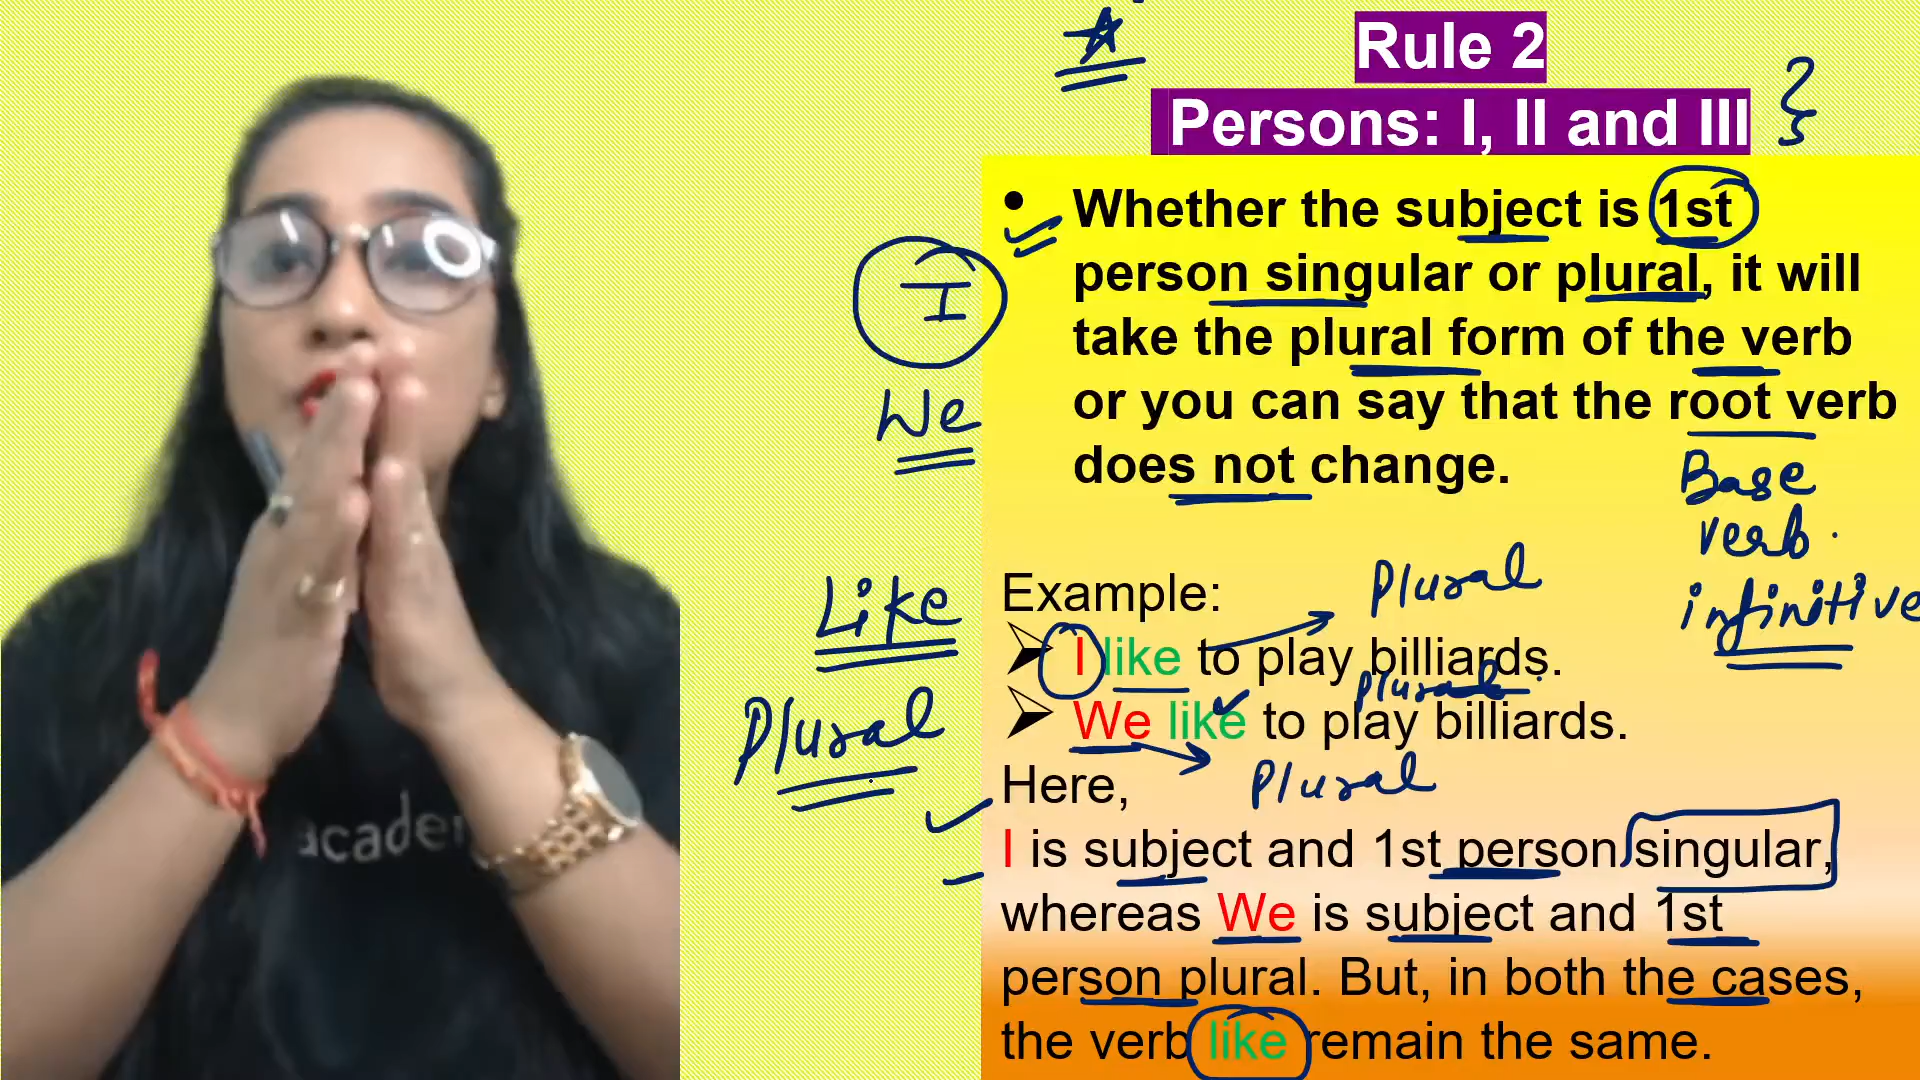 Rule 2
Persons: I, II and III
• Whether the subject is 1st
person singular or plural, it will
take the plural form of the verb
or you can say that the root verb
does not change.
I
We
Base
verb.
infinitive
Plural
Like
Plural
Example:
I like to play billiards.
plural
We like to play billiards.
Plural
Here,
I is subject and 1st person singular,
whereas We is subject and 1st
person plural. But, in both the cases,
the verb like remain the same.